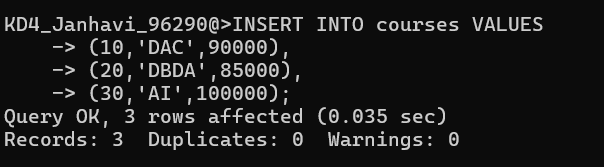 KD4_Janhavi_96290@>INSERT INTO courses VALUES
    -> (10,'DAC',90000),
    -> (20,'DBDA',85000),
    -> (30,'AI',100000);
Query OK, 3 rows affected (0.035 sec)
Records: 3  Duplicates: 0  Warnings: 0